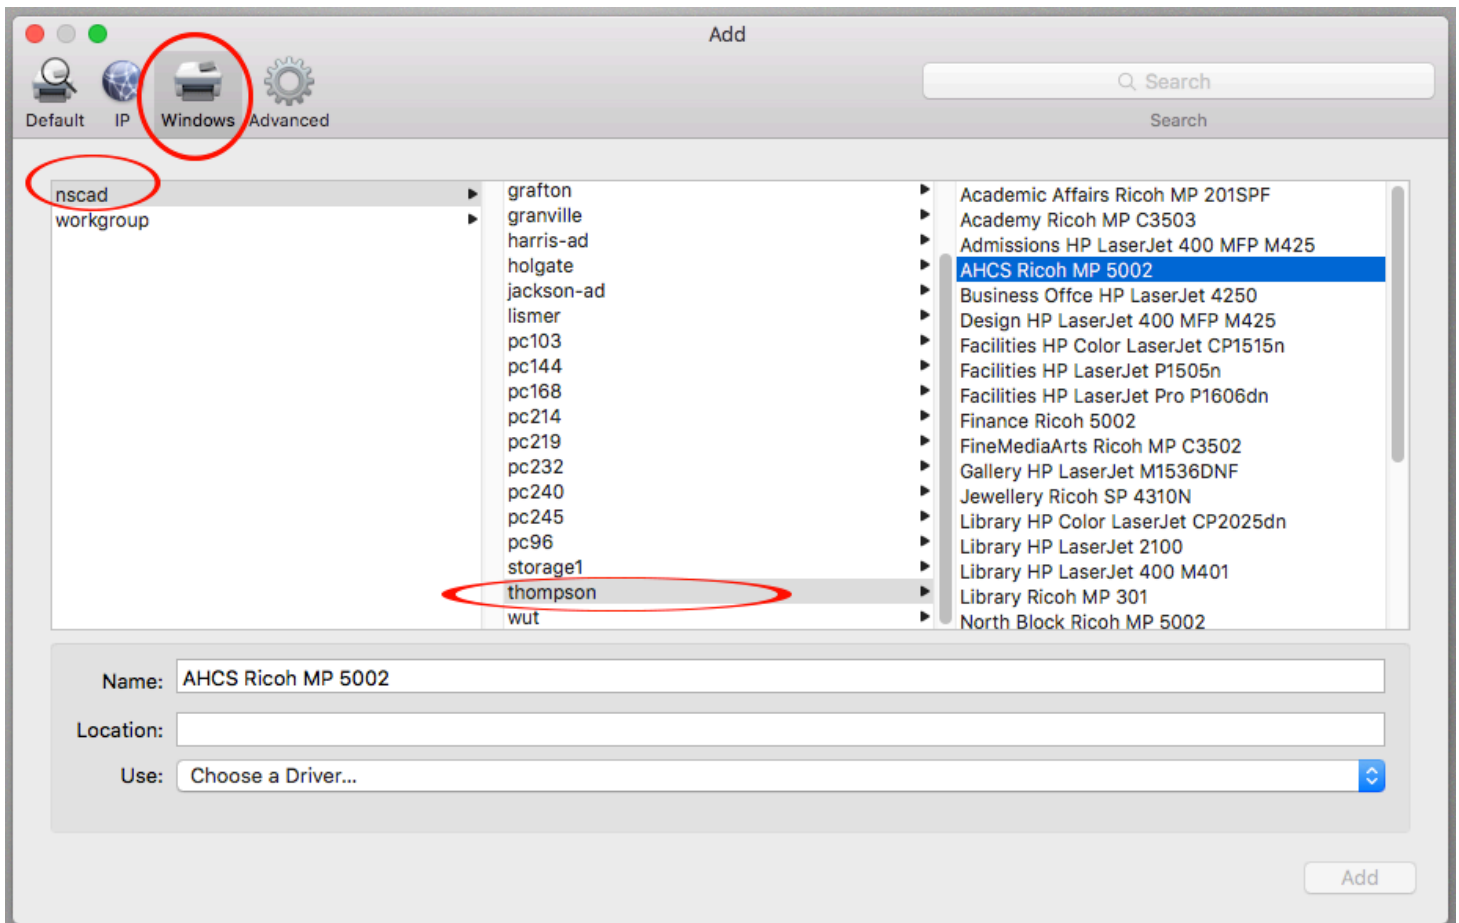 Add
Default IP Windows Advanced
Search
Search
nscad
workgroup
grafton
granville
harris-ad
holgate
jackson-ad
lismer
pc103
pc144
pc168
pc214
pc219
pc232
pc240
pc245
pc96
storage1
thompson
wut
Academic Affairs Ricoh MP 201SPF
Academy Ricoh MP C3503
Admissions HP LaserJet 400 MFP M425
AHCS Ricoh MP 5002
Business Offce HP LaserJet 4250
Design HP LaserJet 400 MFP M425
Facilities HP Color LaserJet CP1515n
Facilities HP LaserJet P1505n
Facilities HP LaserJet Pro P1606dn
Finance Ricoh 5002
FineMediaArts Ricoh MP C3502
Gallery HP LaserJet M1536DNF
Jewellery Ricoh SP 4310N
Library HP Color LaserJet CP2025dn
Library HP LaserJet 2100
Library HP LaserJet 400 M401
Library Ricoh MP 301
North Block Ricoh MP 5002
Name: AHCS Ricoh MP 5002
Location:
Use: Choose a Driver...
Add